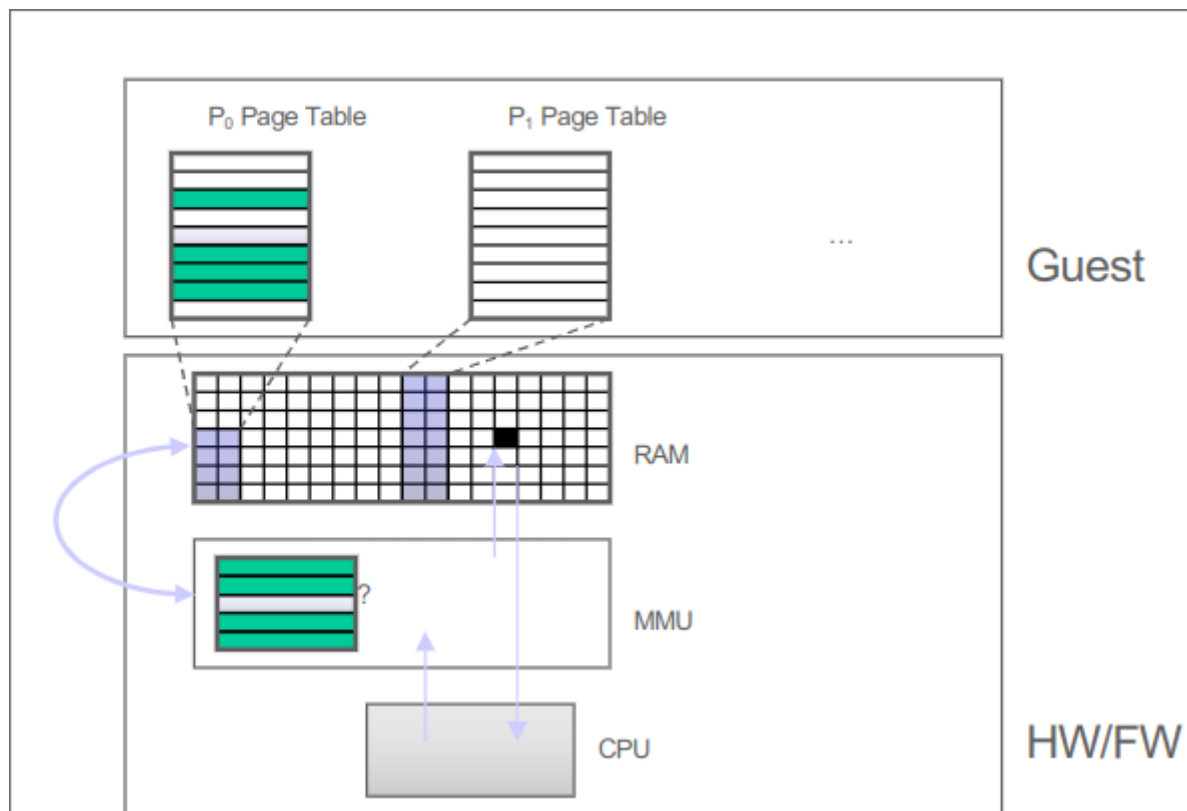 P₀ Page Table
P₁ Page Table
...
Guest
RAM
?
MMU
CPU
HW/FW